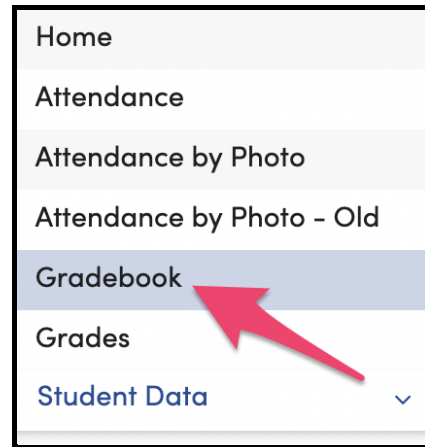 Home
Attendance
Attendance by Photo
Attendance by Photo - Old
Gradebook
Grades
Student Data